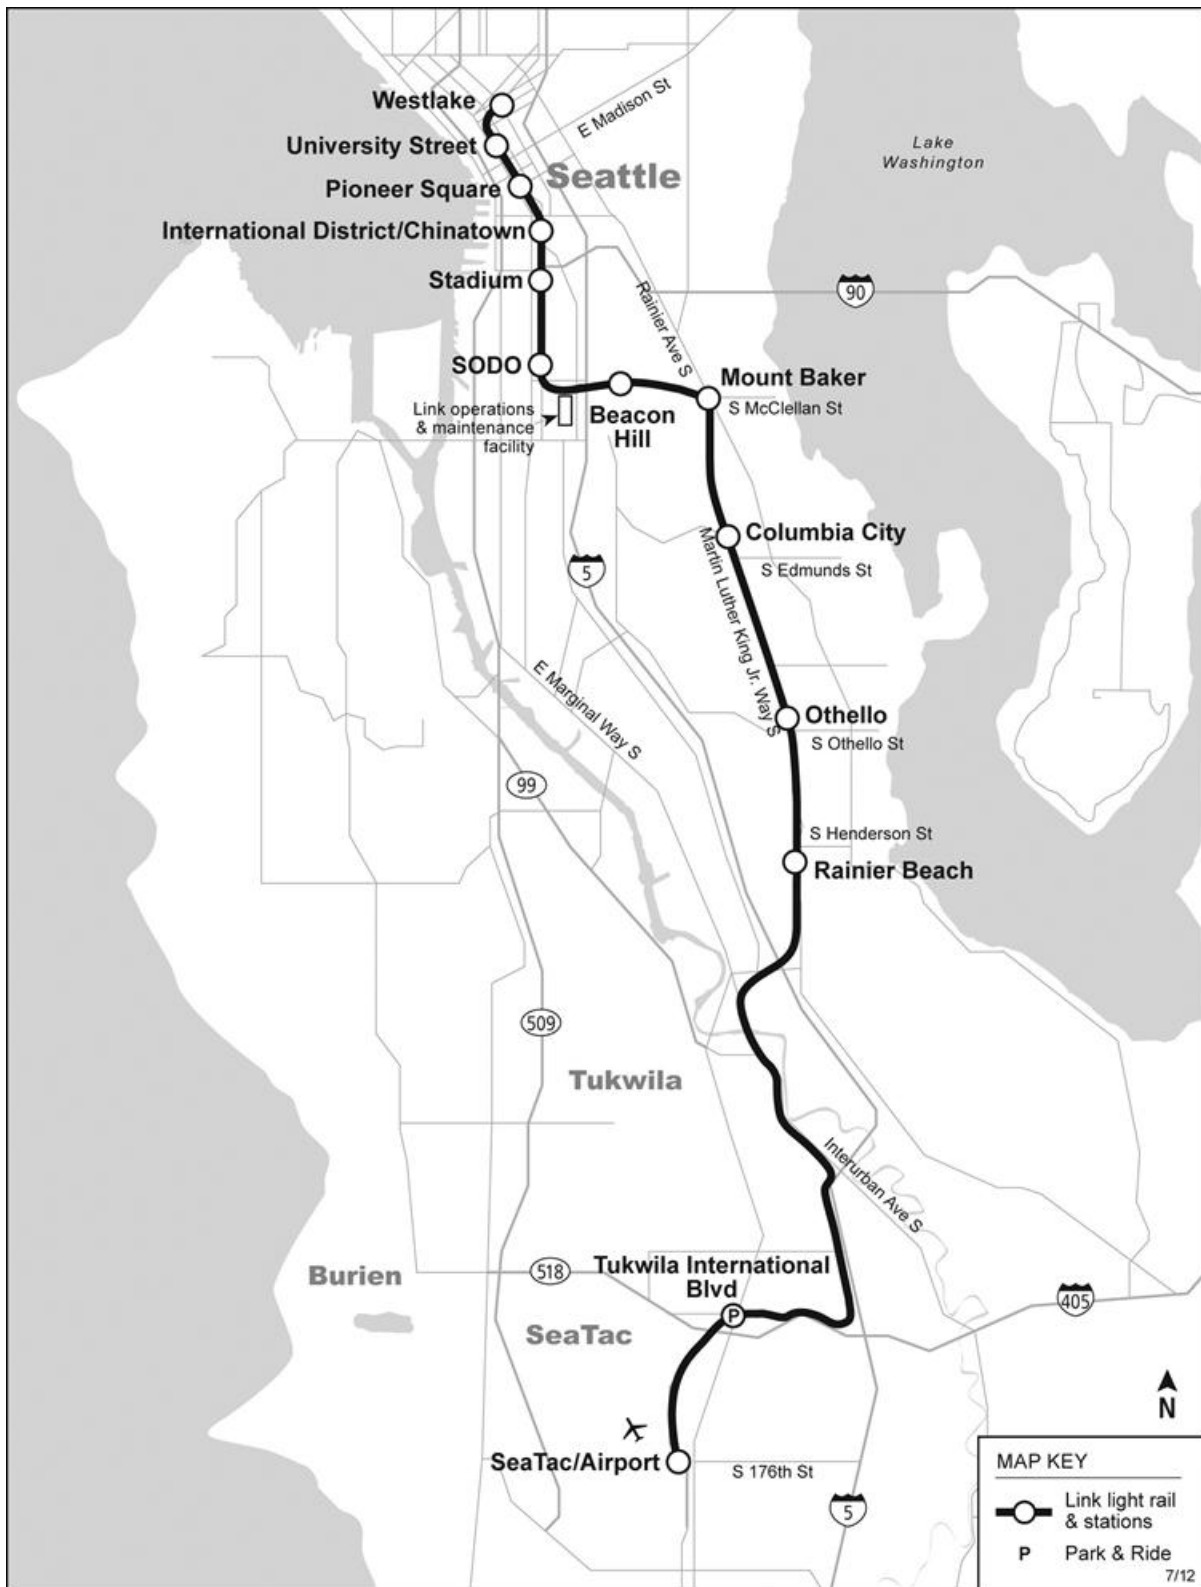 Westlake
E Madison St
University Street
Lake
Washington
Pioneer Square
Seattle
International District/Chinatown
Stadium
Rainier Ave S
90
SODO
Mount Baker
S McClellan St
Link operations
& maintenance
facility
Beacon
Hill
Columbia City
Martin Luther King Jr. Way S
S Edmunds St
5
E Marginal Way S
Othello
S Othello St
99
S Henderson St
Rainier Beach
509
Tukwila
Interurban Ave S
Tukwila International
Blvd
518
Burien
405
P
SeaTac
N
SeaTac/Airport
S 176th St
5
MAP KEY
Link light rail
& stations
P Park & Ride
7/12